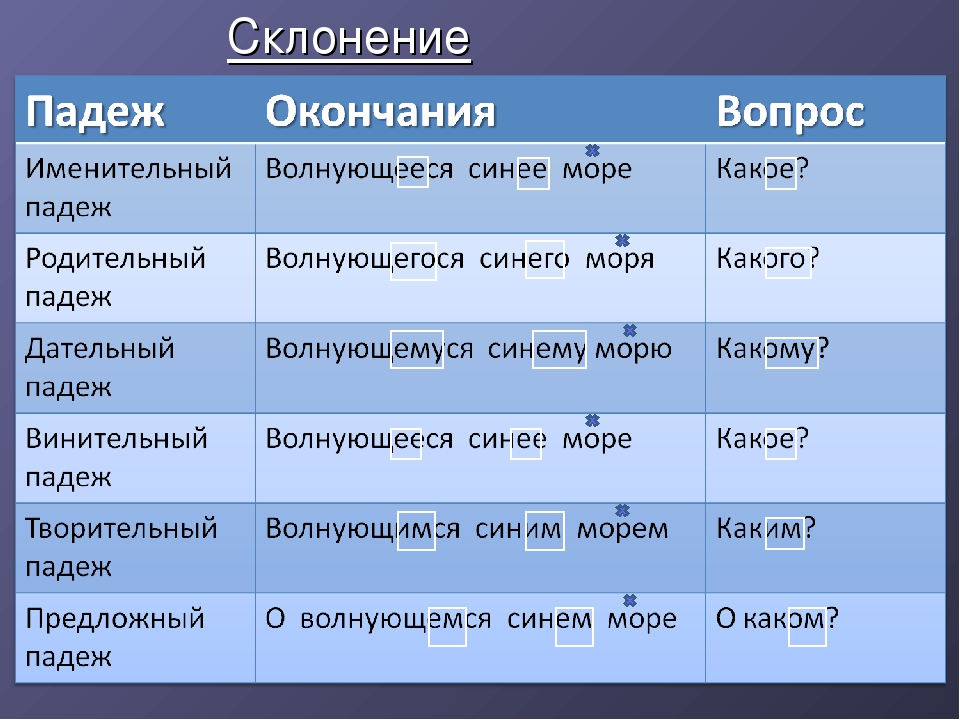 Склонение
Падеж Окончания Вопрос
Именительный падеж Волнующееся синее море Какое?
Родительный падеж Волнующегося синего моря Какого?
Дательный падеж Волнующемуся синему морю Какому?
Винительный падеж Волнующееся синее море Какое?
Творительный падеж Волнующимся синим морем Каким?
Предложный падеж О волнующемся синем море О каком?